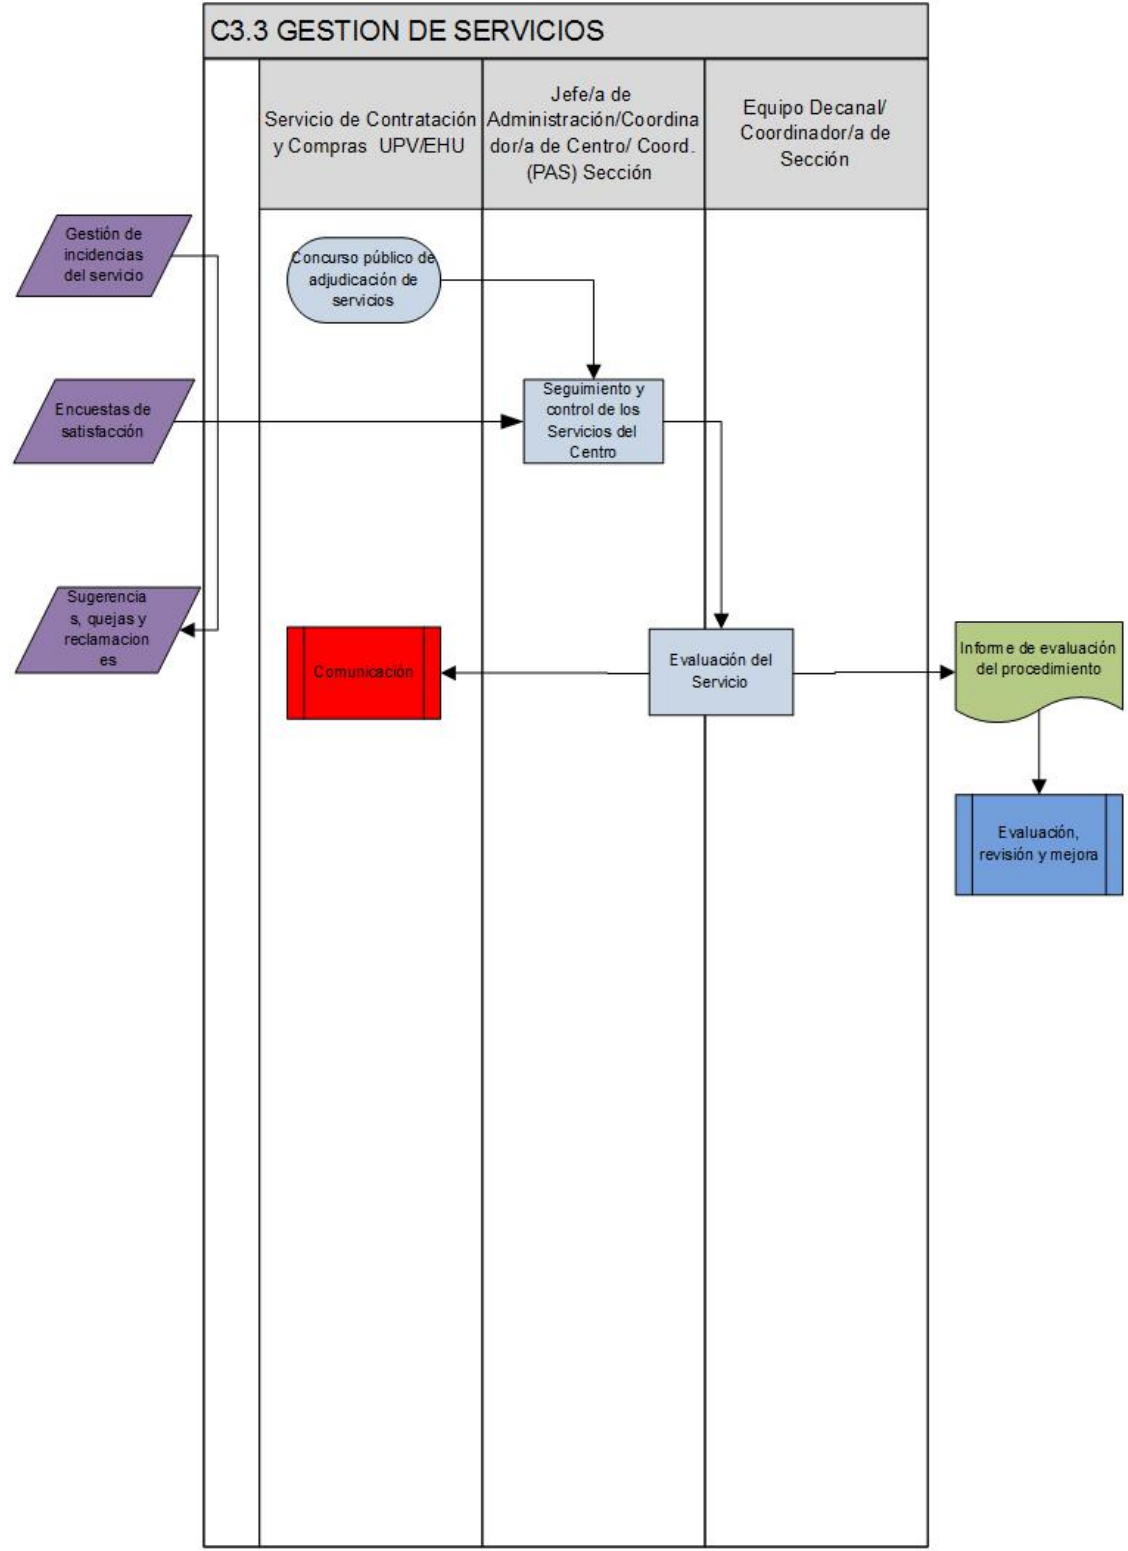 C3.3 GESTION DE SERVICIOS
Servicio de Contratación
y Compras UPV/EHU
Jefe/a de
Administración/Coordina
dor/a de Centro/ Coord.
(PAS) Sección
Equipo Decanal/
Coordinador/a de
Sección
Gestión de
incidencias
del servicio
Concurso público de
adjudicación de
servicios
Encuestas de
satisfacción
Seguimiento y
control de los
Servicios del
Centro
Sugerencia
s, quejas y
reclamacion
es
Comunicación
Evaluación del
Servicio
Informe de evaluación
del procedimiento
Evaluación,
revisión y mejora